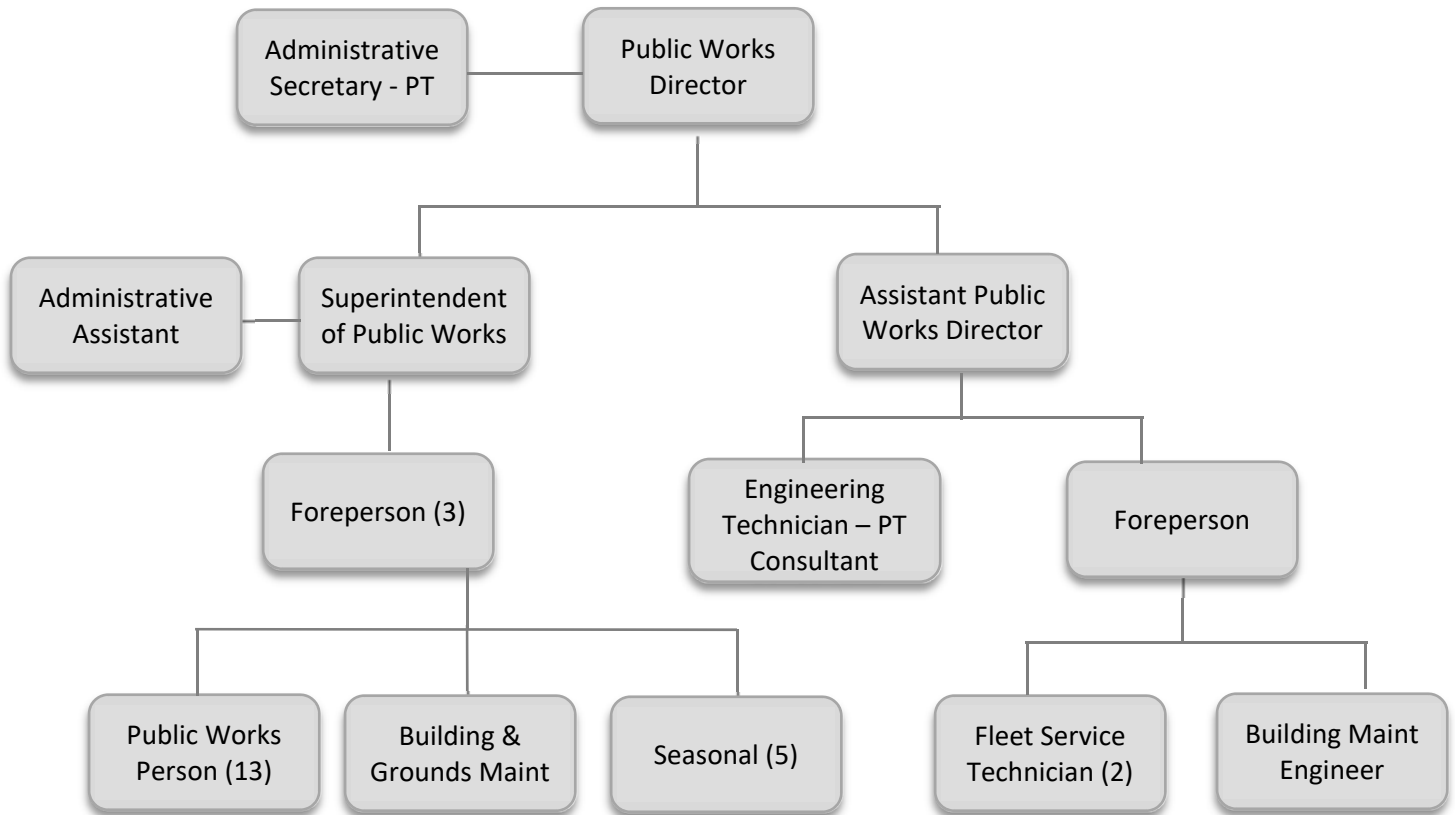 Administrative
Secretary - PT
Public Works
Director
Administrative
Assistant
Superintendent
of Public Works
Assistant Public
Works Director
Foreperson (3)
Engineering
Technician – PT
Consultant
Foreperson
Public Works
Person (13)
Building &
Grounds Maint
Seasonal (5)
Fleet Service
Technician (2)
Building Maint
Engineer